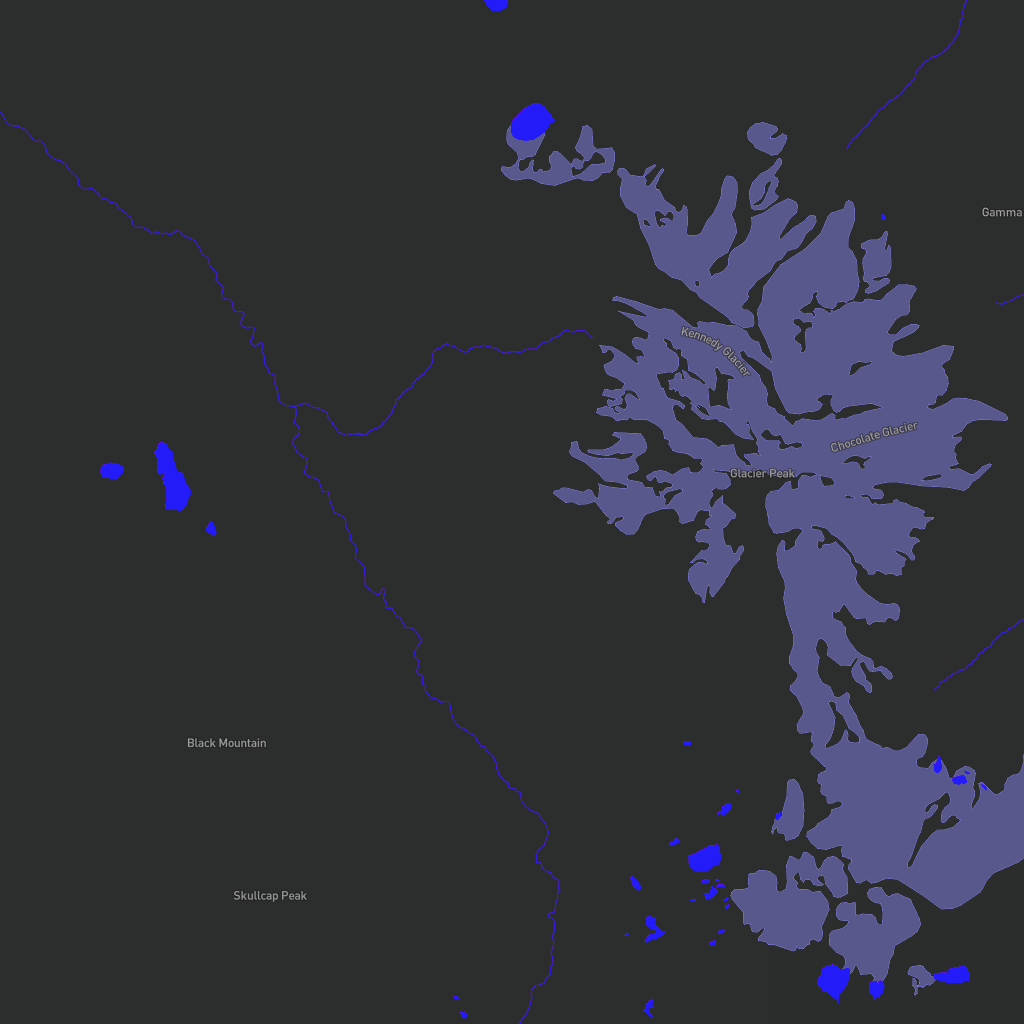 Gamma
Kennedy Glacier
Chocolate Glacier
Glacier Peak
Black Mountain
Skullcap Peak